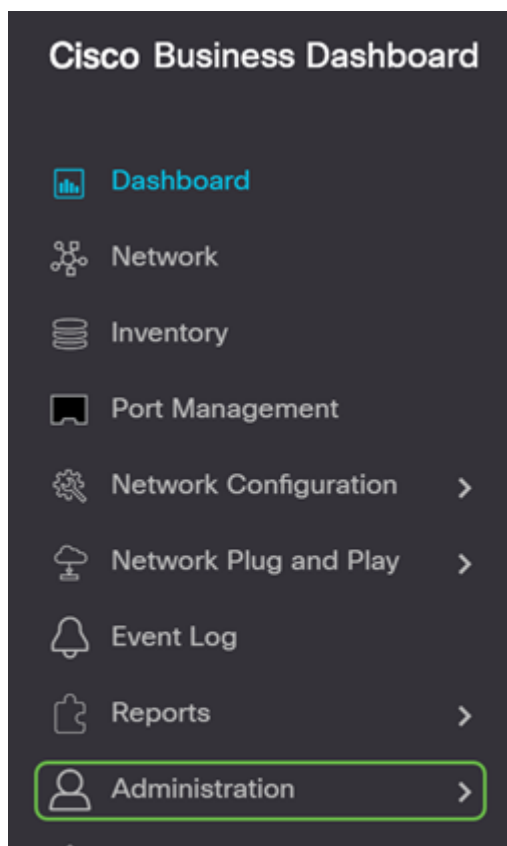 Cisco Business Dashboard
Dashboard
Network
Inventory
Port Management
Network Configuration
Network Plug and Play
Event Log
Reports
Administration